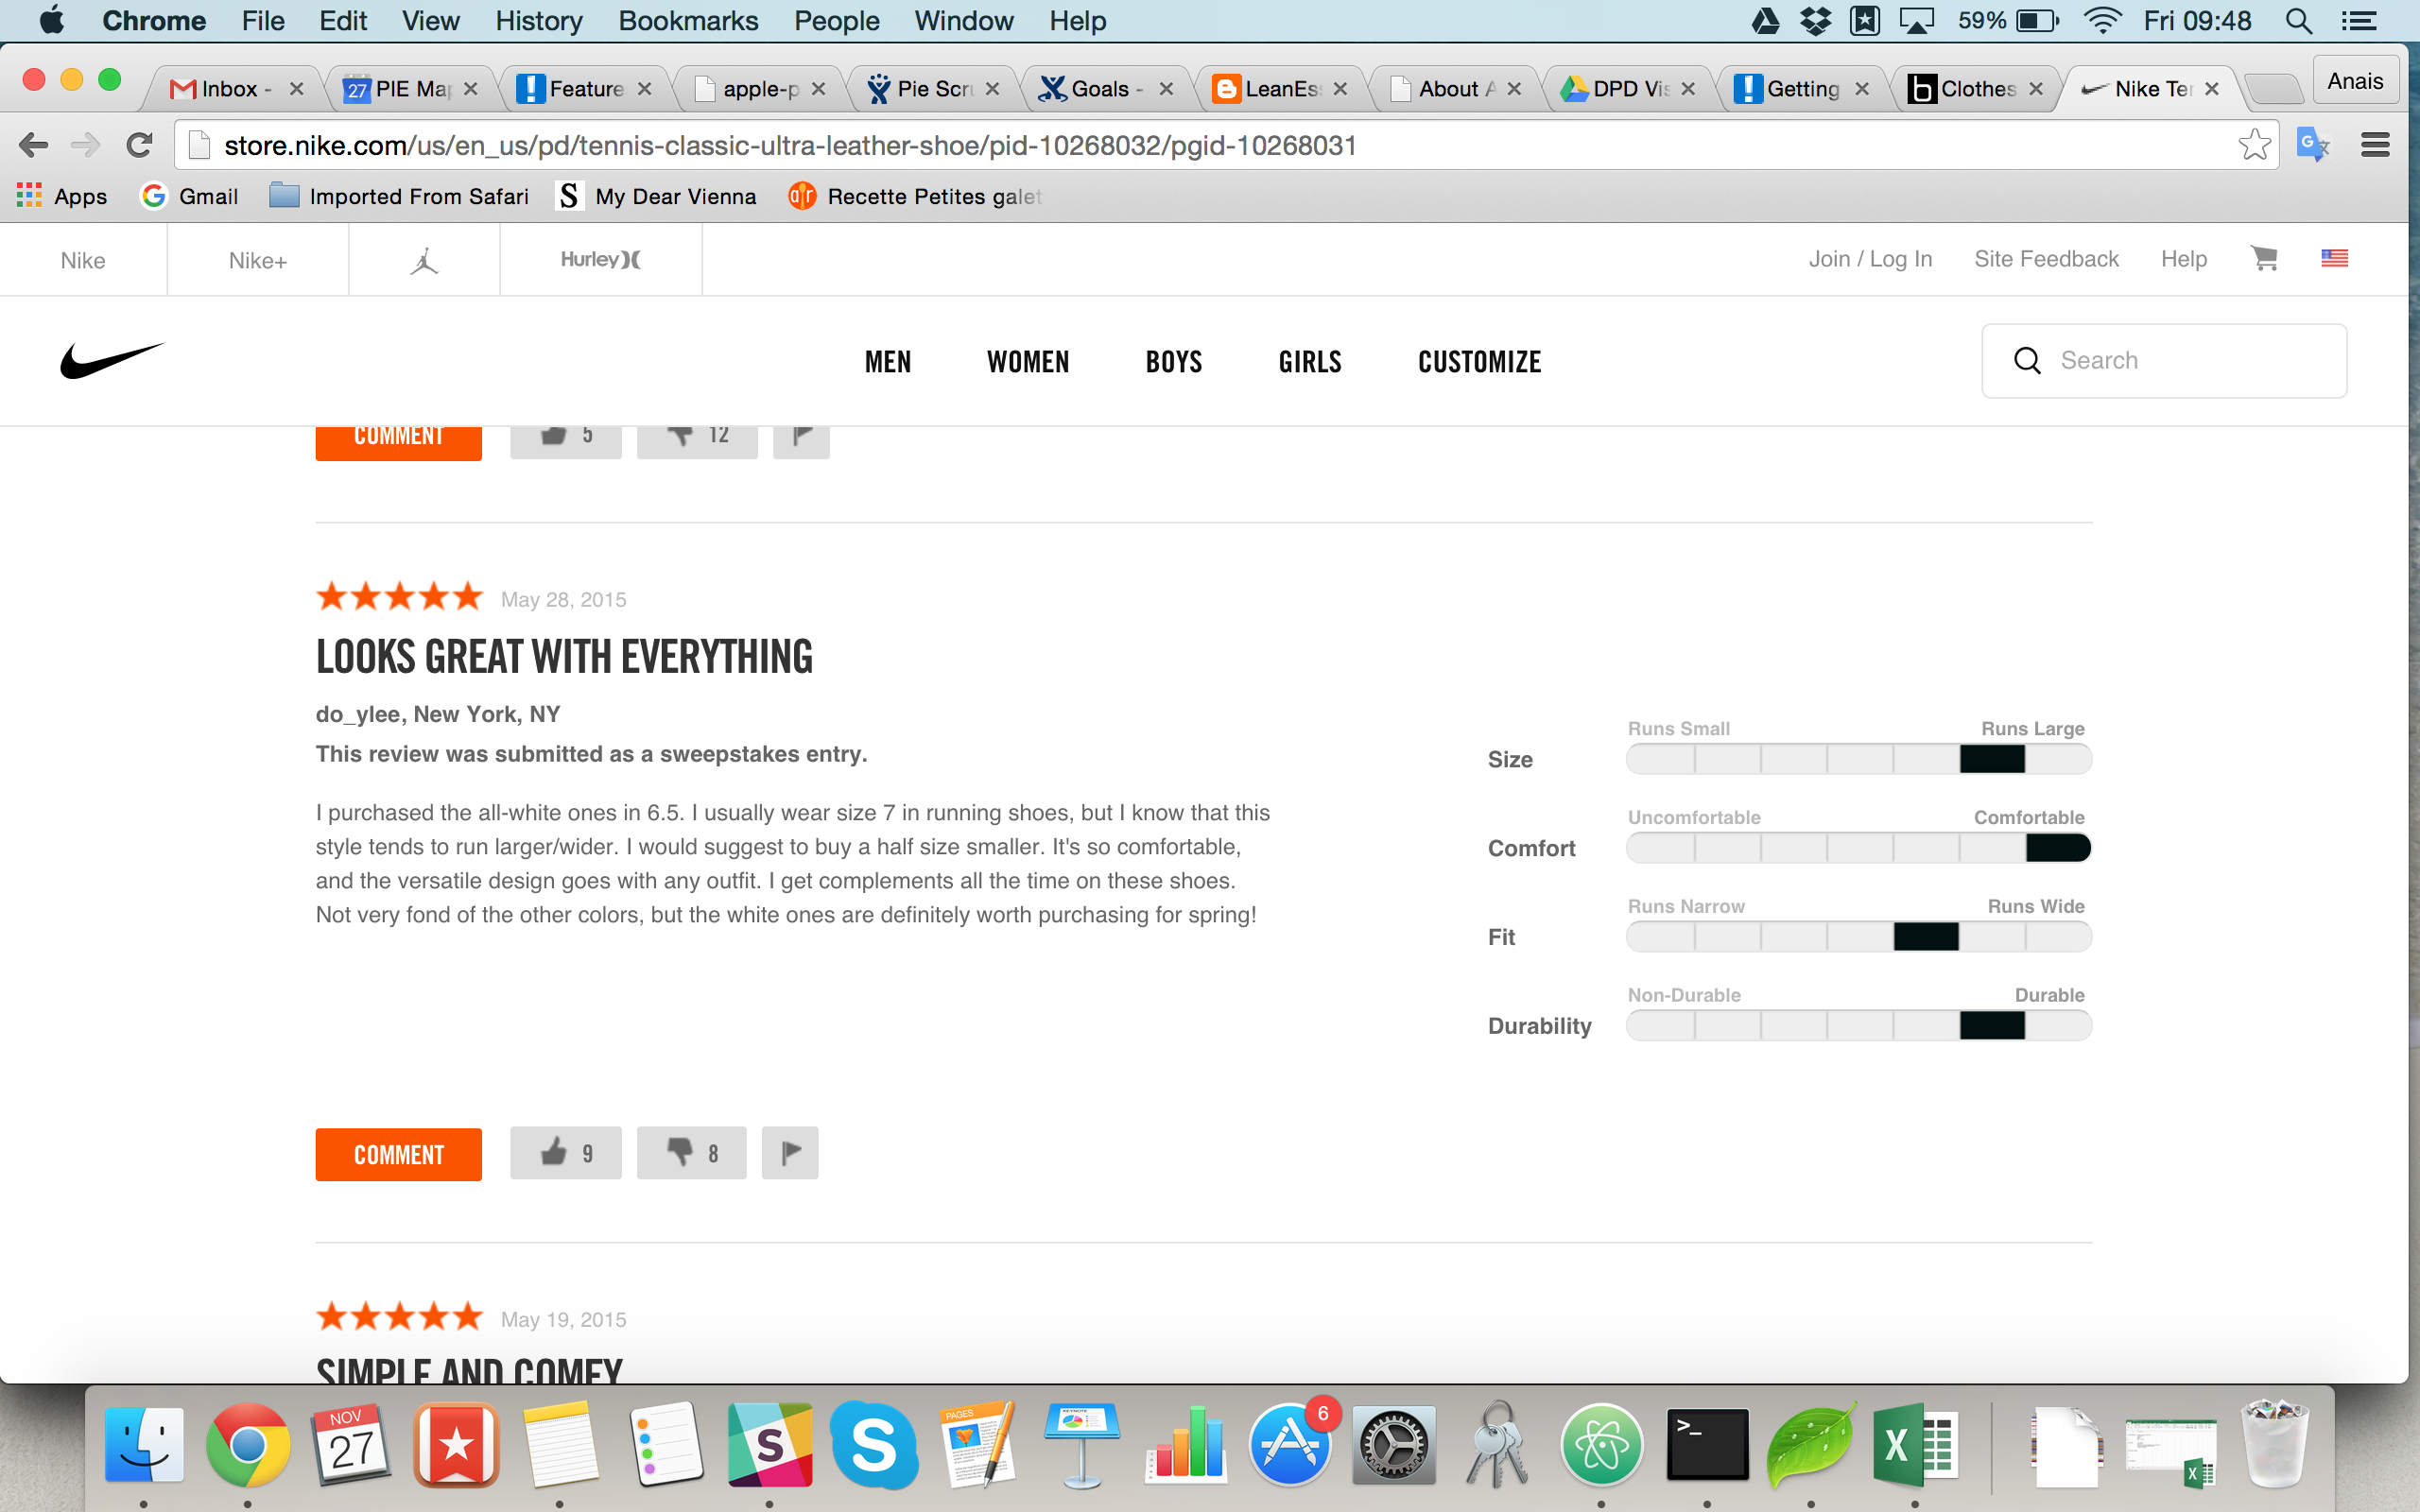 Chrome File Edit View History Bookmarks People Window Help 59% Fri 09:48
Inbox - PIE Ma Feature apple-p Pie Scr Goals - LeanEs About A DPD Vis Getting Clothes Nike Ter Anais
store.nike.com/us/en_us/pd/tennis-classic-ultra-leather-shoe/pid-10268032/pgid-10268031
Apps Gmail Imported From Safari My Dear Vienna Recette Petites galet
Nike Nike+ Hurley Join / Log In Site Feedback Help
MEN WOMEN BOYS GIRLS CUSTOMIZE Search
COMMENT 5 12
May 28, 2015
LOOKS GREAT WITH EVERYTHING
do_ylee, New York, NY
This review was submitted as a sweepstakes entry.
I purchased the all-white ones in 6.5. I usually wear size 7 in running shoes, but I know that this
style tends to run larger/wider. I would suggest to buy a half size smaller. It's so comfortable,
and the versatile design goes with any outfit. I get complements all the time on these shoes.
Not very fond of the other colors, but the white ones are definitely worth purchasing for spring!
Runs Small Runs Large
Size
Uncomfortable Comfortable
Comfort
Runs Narrow Runs Wide
Fit
Non-Durable Durable
Durability
COMMENT 9 8
May 19, 2015
SIMPLE AND COMFY
NOV
27
PAGES
6